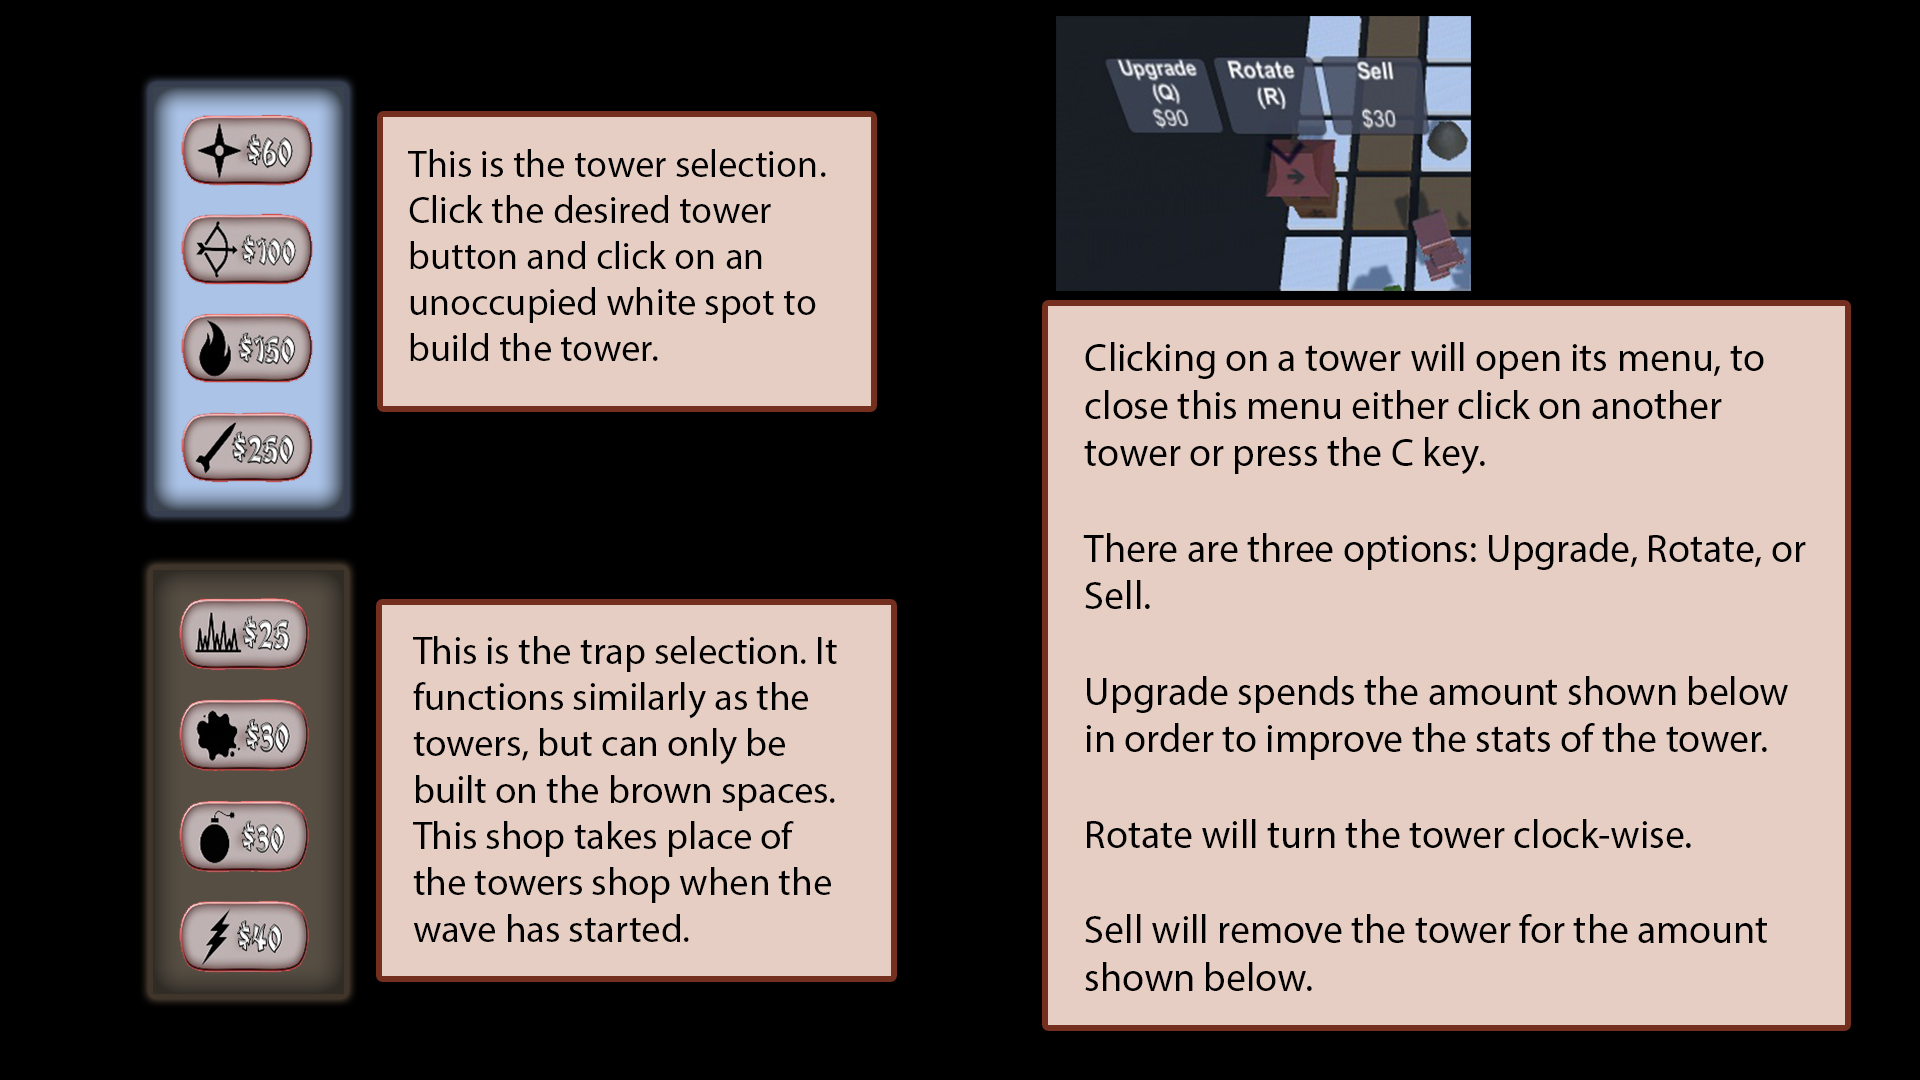 $60
$100
$150
$250
This is the tower selection.
Click the desired tower
button and click on an
unoccupied white spot to
build the tower.
$25
$30
$30
$40
This is the trap selection. It
functions similarly as the
towers, but can only be
built on the brown spaces.
This shop takes place of
the towers shop when the
wave has started.
Upgrade
(Q)
$90
Rotate
(R)
Sell
$30
Clicking on a tower will open its menu, to
close this menu either click on another
tower or press the C key.
There are three options: Upgrade, Rotate, or
Sell.
Upgrade spends the amount shown below
in order to improve the stats of the tower.
Rotate will turn the tower clock-wise.
Sell will remove the tower for the amount
shown below.